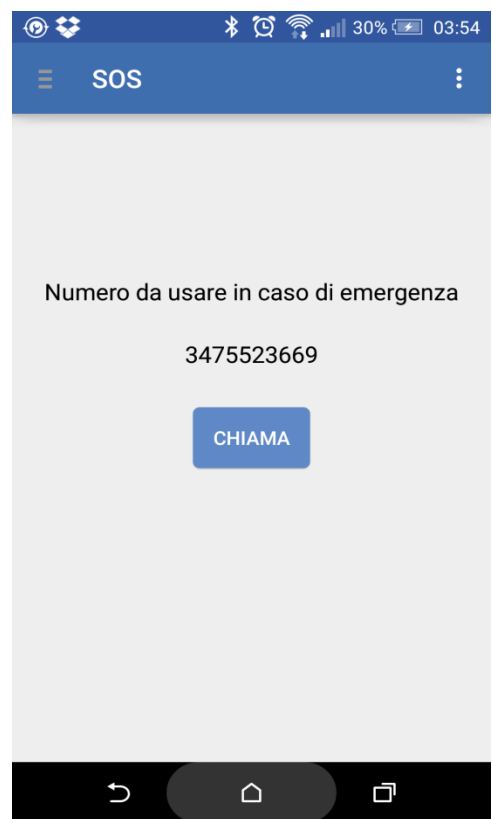 30% 03:54
SOS
Numero da usare in caso di emergenza
3475523669
CHIAMA